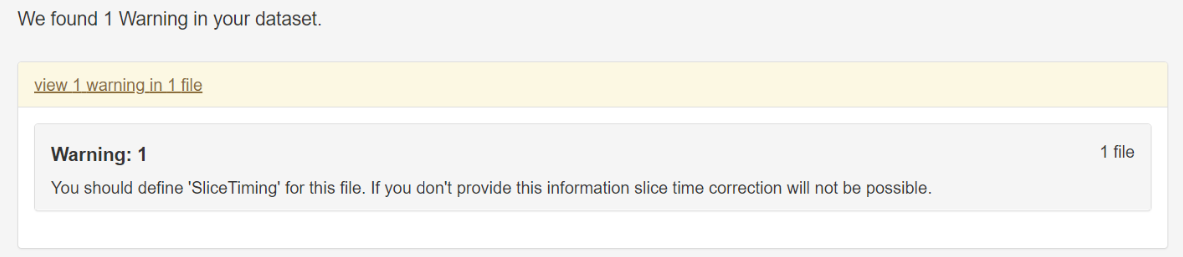 We found 1 Warning in your dataset.
view 1 warning in 1 file
Warning: 1
1 file
You should define 'SliceTiming' for this file. If you don't provide this information slice time correction will not be possible.